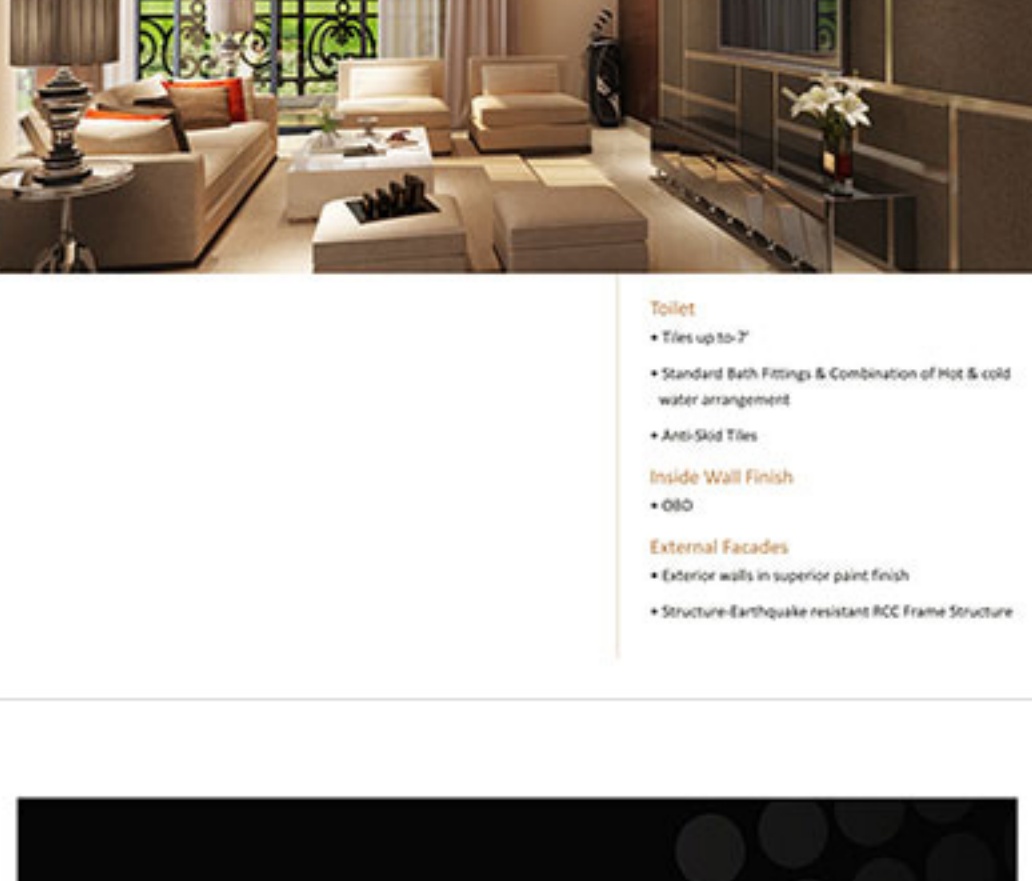 Toilet
• Tiles up to-7'
• Standard Bath Fittings & Combination of Hot & cold
water arrangement
• Anti-Skid Tiles
Inside Wall Finish
• OBD
External Facades
• Exterior walls in superior paint finish
• Structure-Earthquake resistant RCC Frame Structure